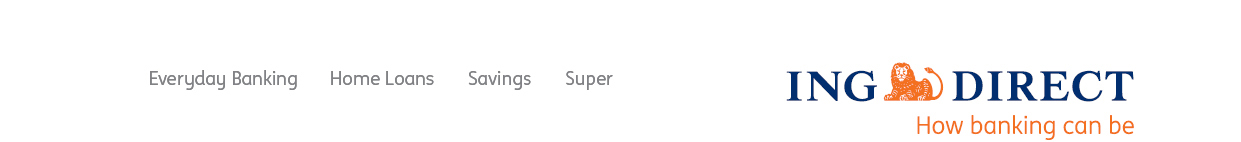 Everyday Banking Home Loans Savings Super
ING DIRECT
How banking can be